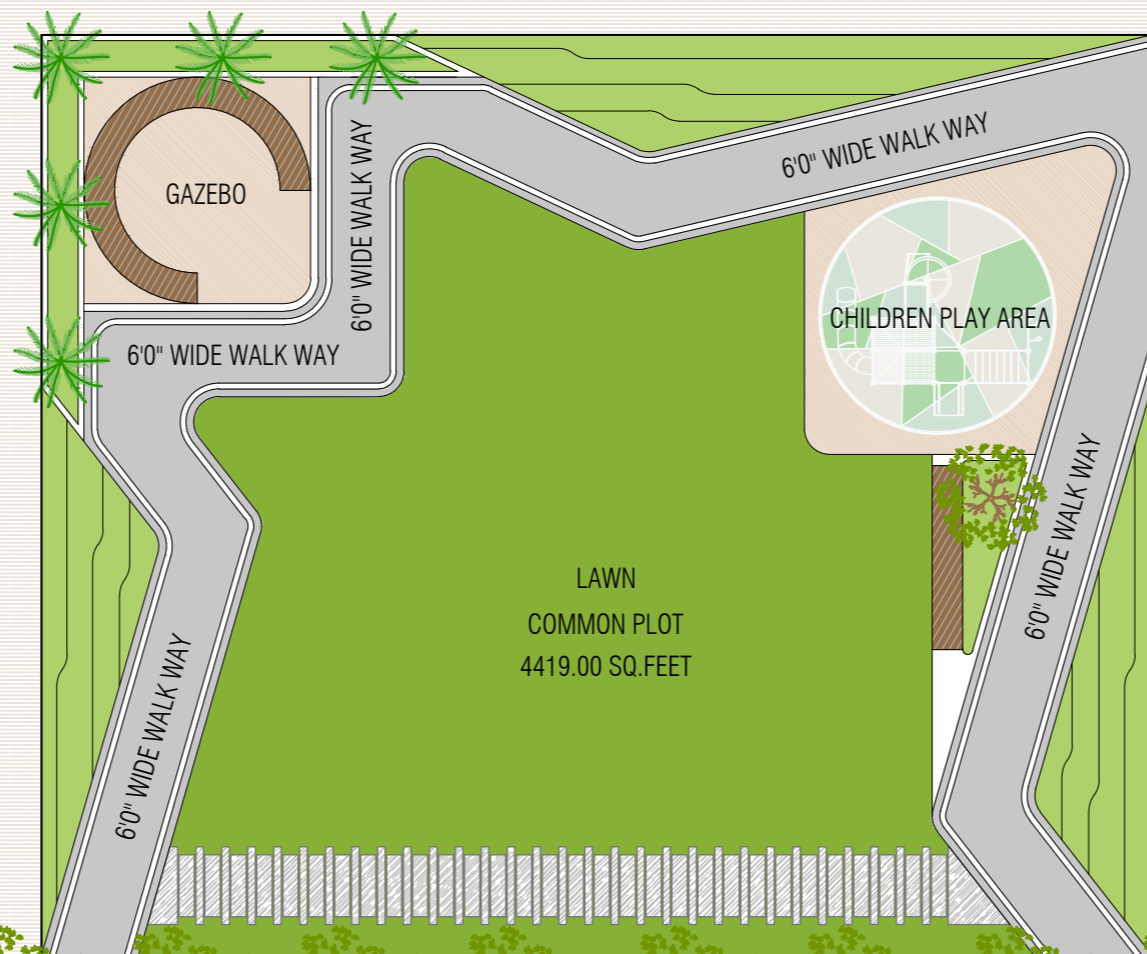 6'0" WIDE WALK WAY
6'0" WIDE WALK WAY
GAZEBO
CHILDREN PLAY AREA
6'0" WIDE WALK WAY
6'0" WIDE WALK WAY
LAWN
COMMON PLOT
4419.00 SQ.FEET
6'0" WIDE WALK WAY